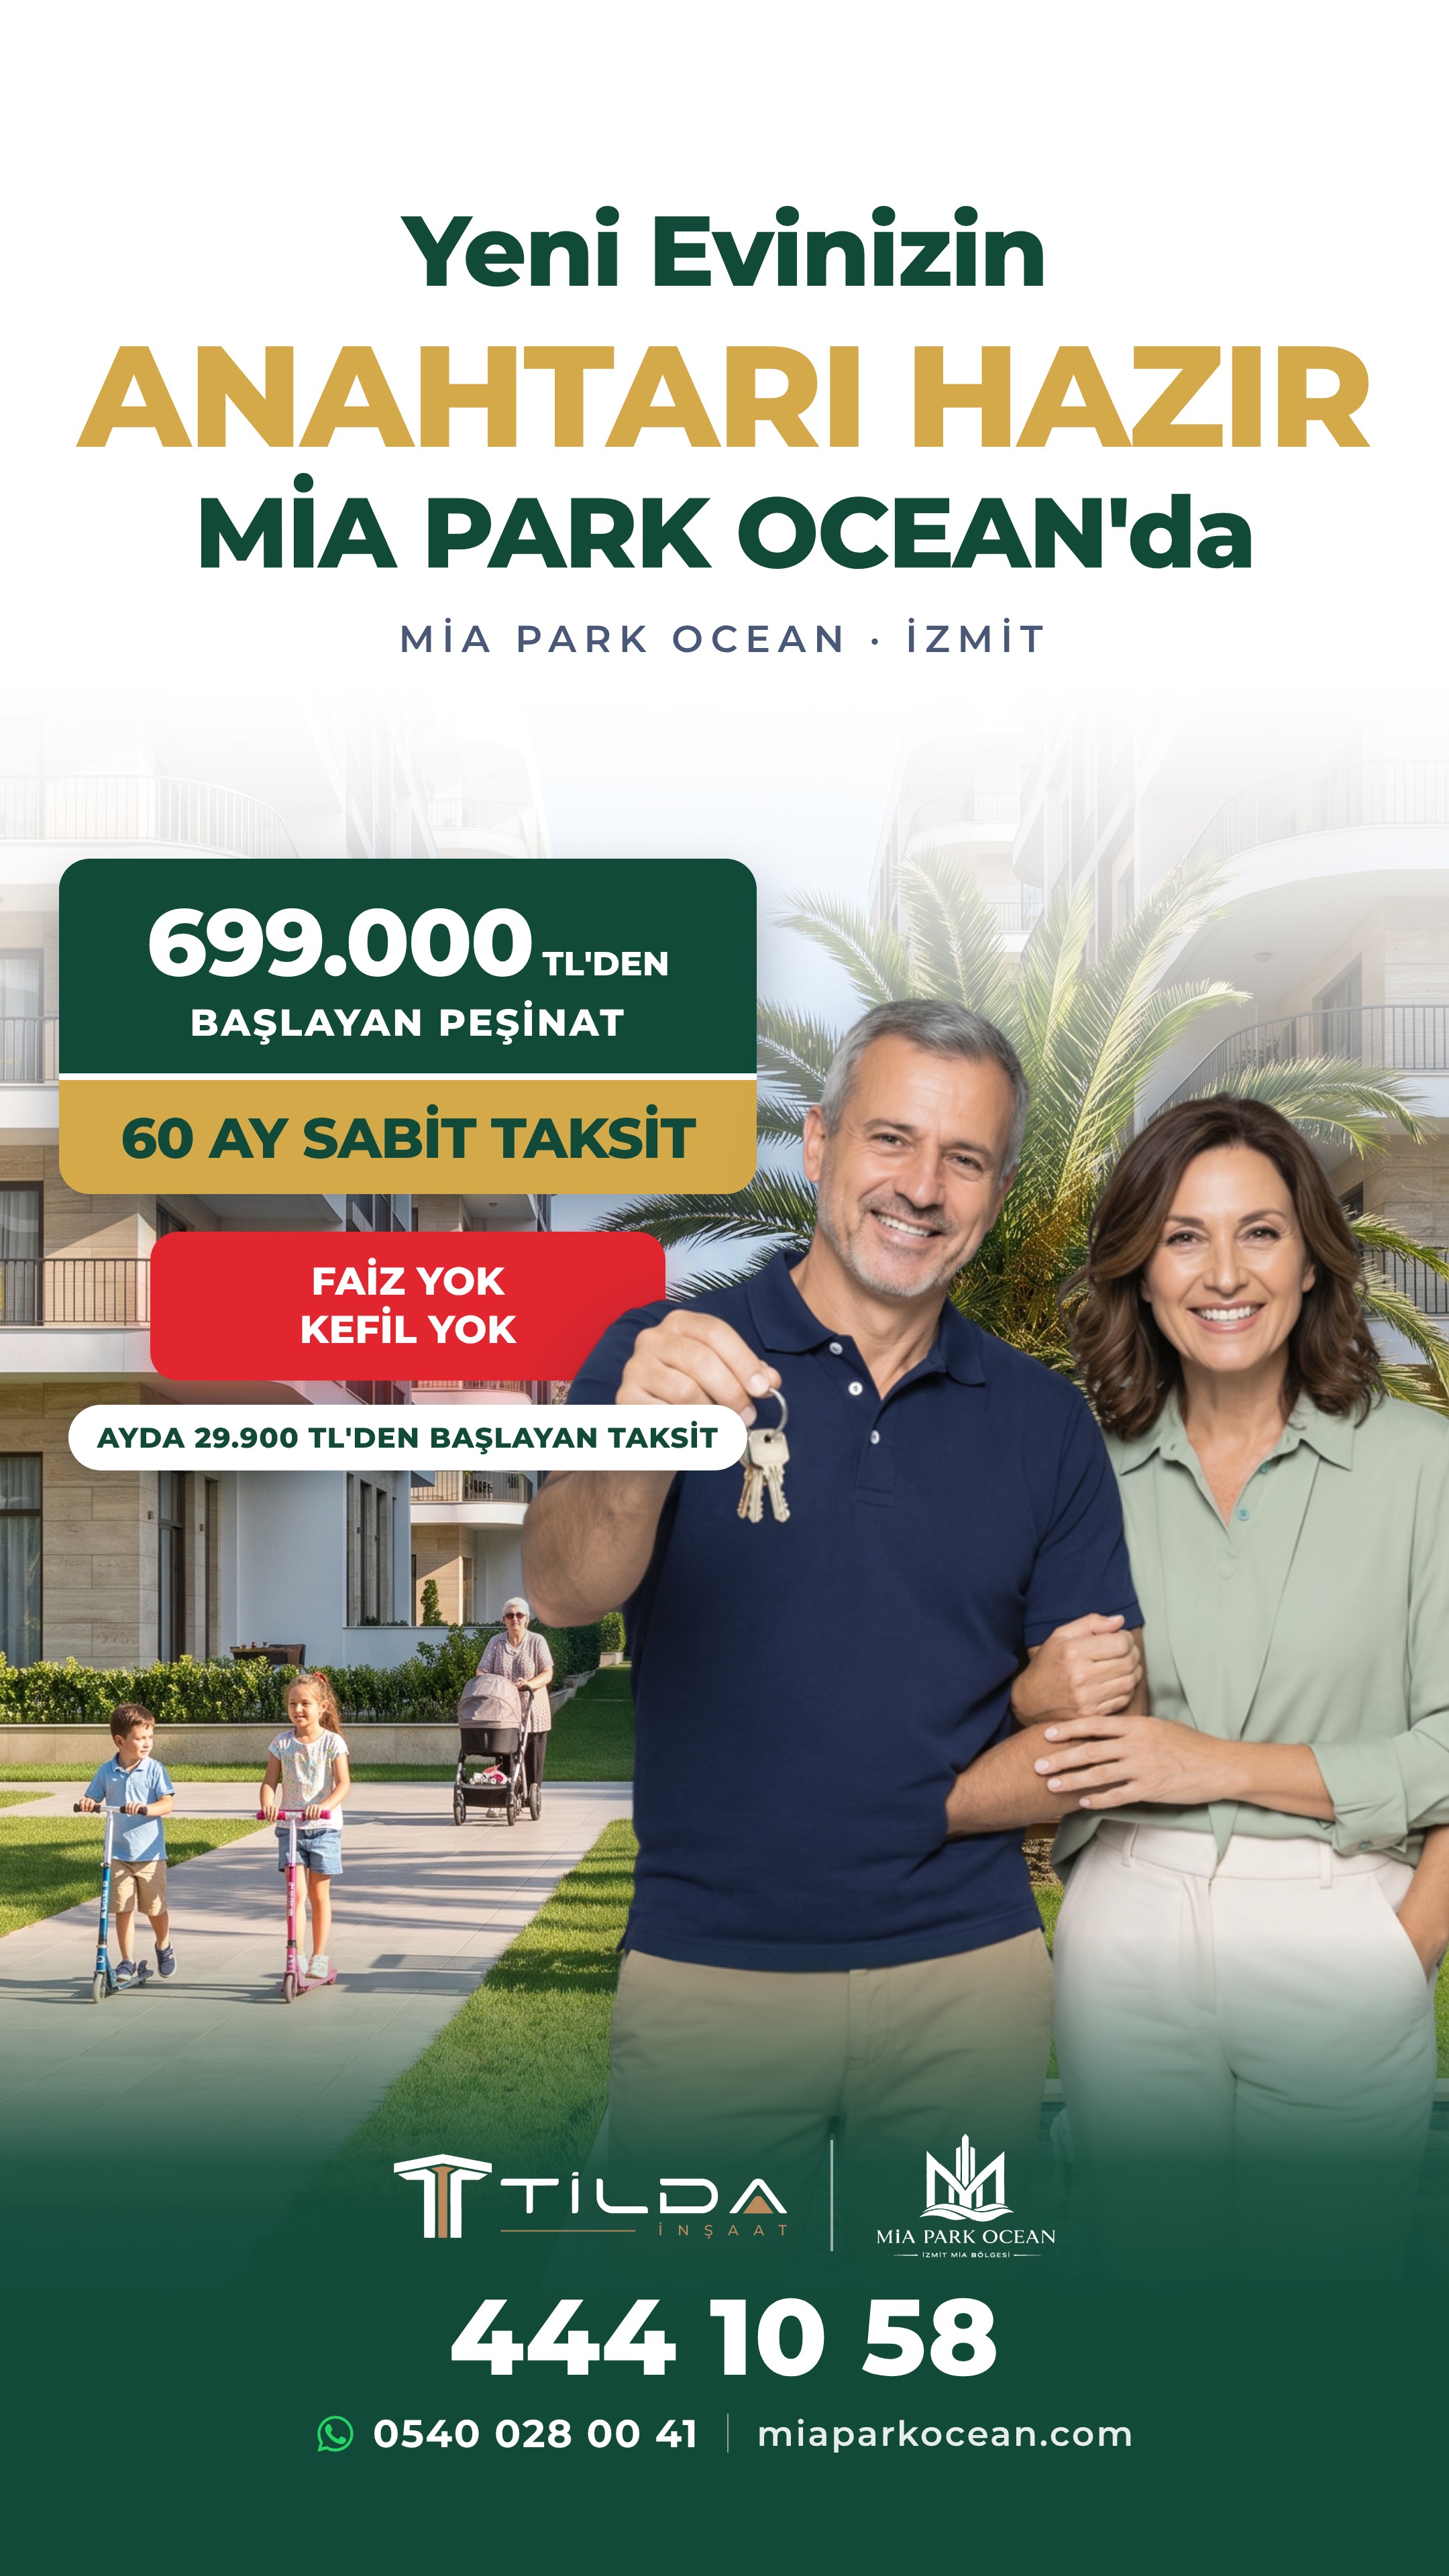 Yeni Evinizin
ANAHTARI HAZIR
MİA PARK OCEAN'da
MİA PARK OCEAN · İZMİT
699.000 TL'DEN
BAŞLAYAN PEŞİNAT
60 AY SABİT TAKSİT
FAİZ YOK
KEFİL YOK
AYDA 29.900 TL'DEN BAŞLAYAN TAKSİT
TİLDA
İNŞAAT
MİA PARK OCEAN
İZMİT MİA BÖLGESİ
444 10 58
0540 028 00 41
miaparkocean.com